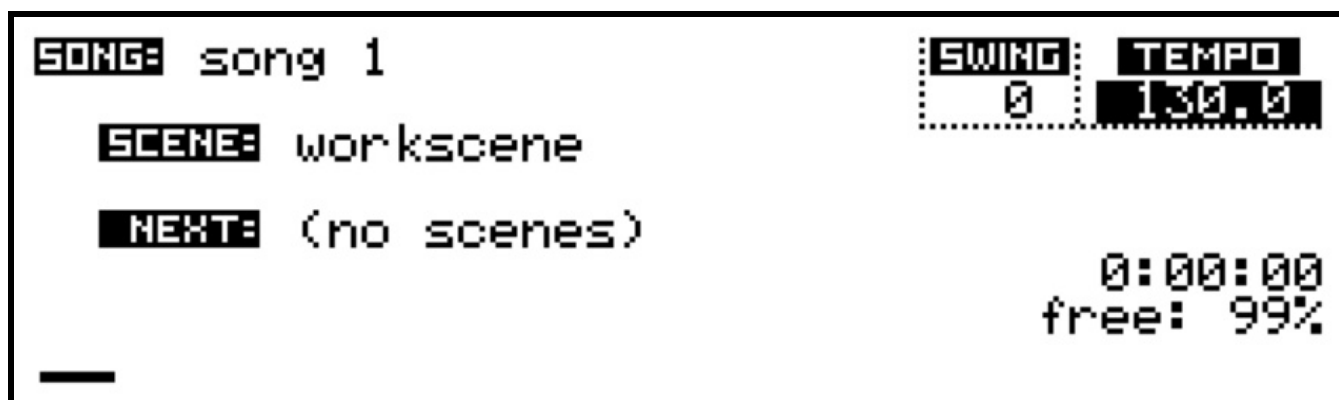 SONG: song 1
SWING TEMPO
0 130.0
SCENE: workscene
NEXT: (no scenes)
0:00:00
free: 99%